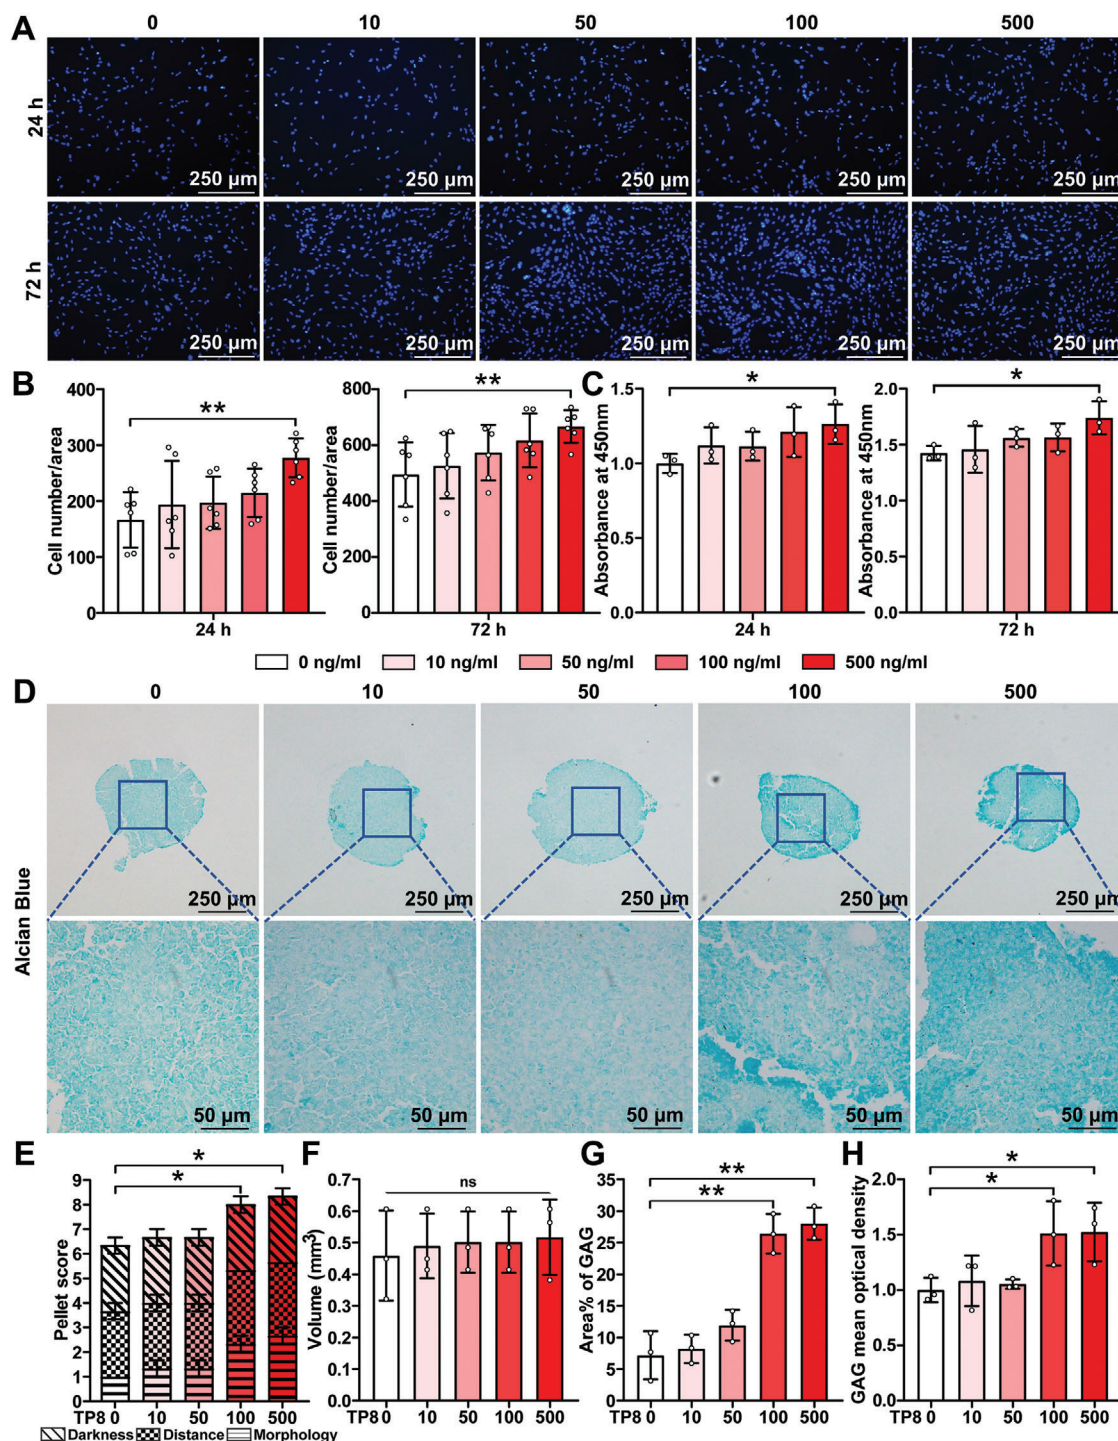 A 0 10 50 100 500
24 h
250 µm 250 µm 250 µm 250 µm 250 µm
72 h
250 µm 250 µm 250 µm 250 µm 250 µm
B
Cell number/area
400
300
200
100
0
**
24 h
Cell number/area
800
600
400
200
0
**
72 h
C
Absorbance at 450nm
1.5
1.0
0.5
0.0
*
24 h
Absorbance at 450nm
2.0
1.5
1.0
0.5
0.0
*
72 h
0 ng/ml 10 ng/ml 50 ng/ml 100 ng/ml 500 ng/ml
D 0 10 50 100 500
Alcian Blue
250 µm 250 µm 250 µm 250 µm 250 µm
50 µm 50 µm 50 µm 50 µm 50 µm
E
Pellet score
9
8
7
6
5
4
3
2
1
0
*
*
TP8 0 10 50 100 500
Darkness Distance Morphology
F
Volume (mm³)
0.7
0.6
0.5
0.4
0.3
0.2
0.1
0.0
ns
TP8 0 10 50 100 500
G
Area% of GAG
35
30
25
20
15
10
5
0
**
**
TP8 0 10 50 100 500
H
GAG mean optical density
2.0
1.5
1.0
0.5
0.0
*
*
TP8 0 10 50 100 500